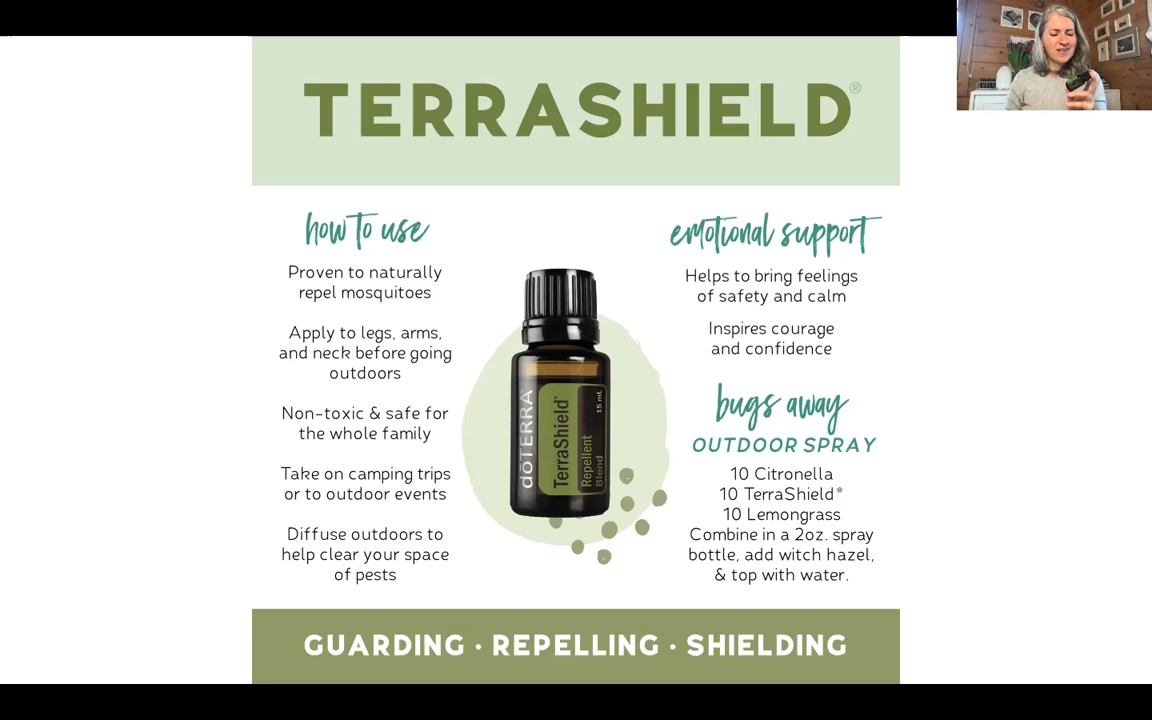 TERRASHIELD®
how to use
Proven to naturally
repel mosquitoes
Apply to legs, arms,
and neck before going
outdoors
Non-toxic & safe for
the whole family
Take on camping trips
or to outdoor events
Diffuse outdoors to
help clear your space
of pests
dōTERRA®
TerraShield®
Repellent
Blend
15 mL
emotional support
Helps to bring feelings
of safety and calm
Inspires courage
and confidence
bugs away
OUTDOOR SPRAY
10 Citronella
10 TerraShield®
10 Lemongrass
Combine in a 2oz. spray
bottle, add witch hazel,
& top with water.
GUARDING · REPELLING · SHIELDING